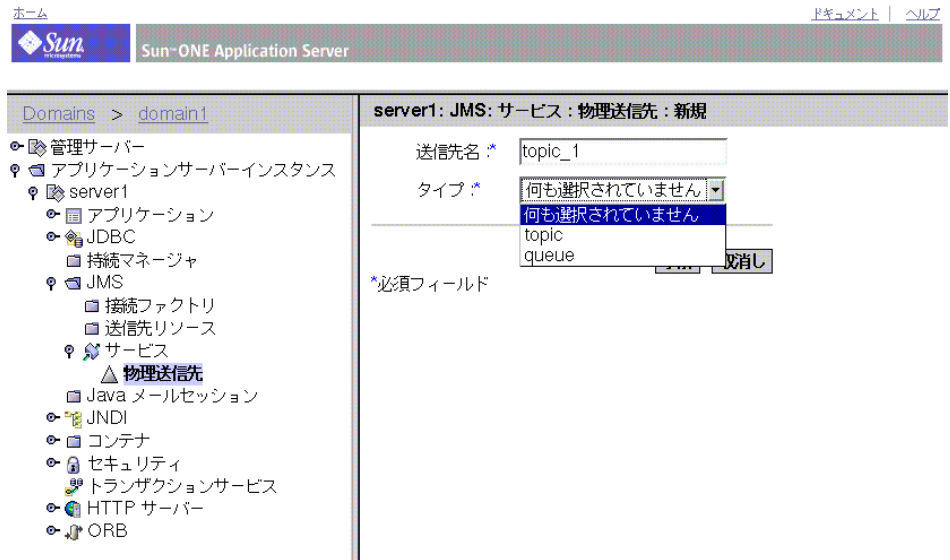 ホーム
ドキュメント | ヘルプ
Sun
microsystems
Sun™ ONE Application Server
Domains > domain1
管理サーバー
アプリケーションサーバーインスタンス
server1
アプリケーション
JDBC
持続マネージャ
JMS
接続ファクトリ
送信先リソース
サービス
物理送信先
Java メールセッション
JNDI
コンテナ
セキュリティ
トランザクションサービス
HTTP サーバー
ORB
server1: JMS: サービス : 物理送信先 : 新規
送信先名 :* topic_1
タイプ :* 何も選択されていません
何も選択されていません
topic
queue
取消し
*必須フィールド